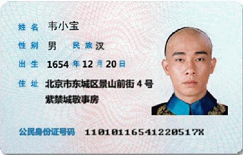 姓 名 韦小宝
性 别 男 民 族 汉
出 生 1654 年 12 月 20 日
住 址 北京市东城区景山前街4号
紫禁城敬事房
公民身份证号码 11010116541220517X